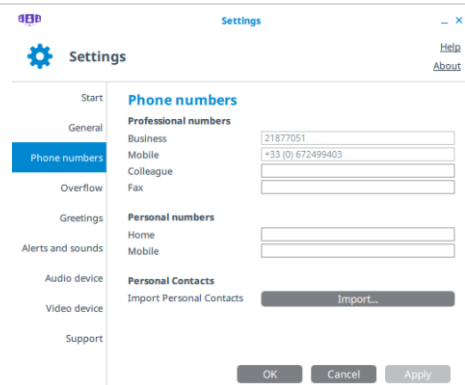 Settings
Settings
Help
About
Start
General
Phone numbers
Overflow
Greetings
Alerts and sounds
Audio device
Video device
Support
Phone numbers
Professional numbers
Business 21877051
Mobile +33 (0) 672499403
Colleague
Fax
Personal numbers
Home
Mobile
Personal Contacts
Import Personal Contacts Import...
OK Cancel Apply